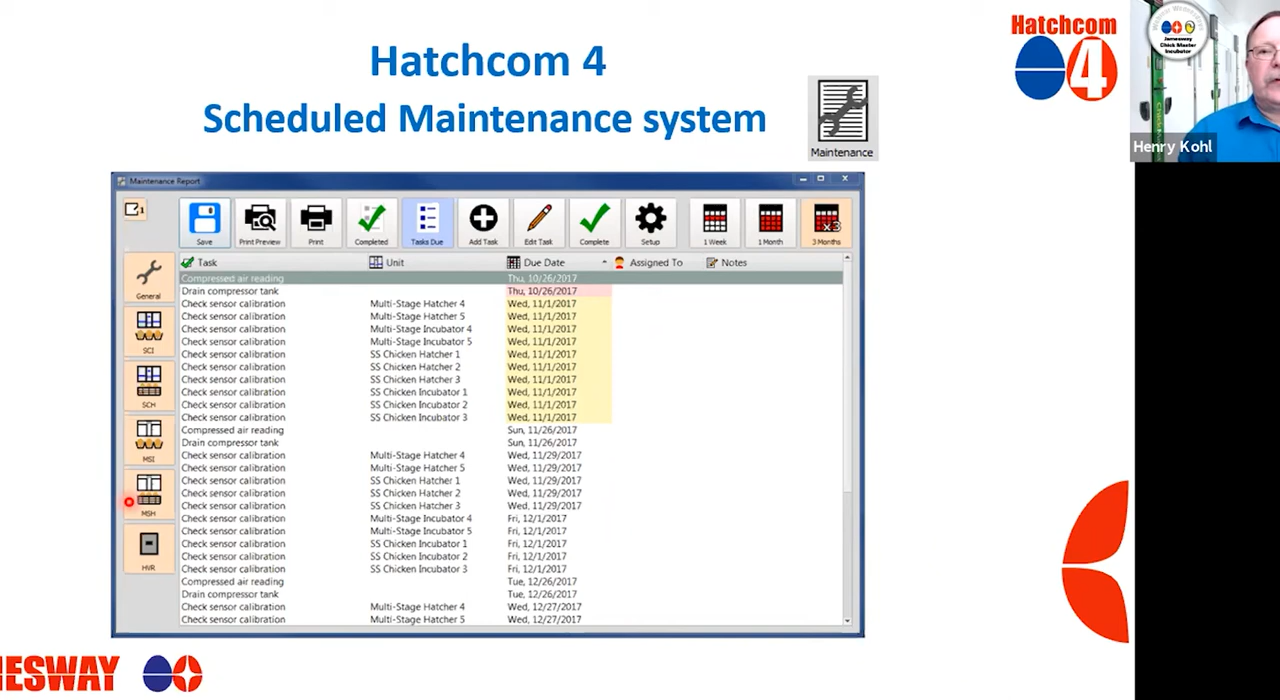 Hatchcom 4
Scheduled Maintenance system
Maintenance
Hatchcom
4
Jamesway
Chick Master
Incubator
Henry Kohl
Maintenance Report
1
Save
Print Preview
Print
Completed
Tasks Due
Add Task
Edit Task
Complete
Setup
1 Week
1 Month
x3
3 Months
General
SCI
SCH
MSI
MSH
HVR
Task Unit Due Date Assigned To Notes
Compressed air reading Thu, 10/26/2017
Drain compressor tank Thu, 10/26/2017
Check sensor calibration Multi-Stage Hatcher 4 Wed, 11/1/2017
Check sensor calibration Multi-Stage Hatcher 5 Wed, 11/1/2017
Check sensor calibration Multi-Stage Incubator 4 Wed, 11/1/2017
Check sensor calibration Multi-Stage Incubator 5 Wed, 11/1/2017
Check sensor calibration SS Chicken Hatcher 1 Wed, 11/1/2017
Check sensor calibration SS Chicken Hatcher 2 Wed, 11/1/2017
Check sensor calibration SS Chicken Hatcher 3 Wed, 11/1/2017
Check sensor calibration SS Chicken Incubator 1 Wed, 11/1/2017
Check sensor calibration SS Chicken Incubator 2 Wed, 11/1/2017
Check sensor calibration SS Chicken Incubator 3 Wed, 11/1/2017
Compressed air reading Sun, 11/26/2017
Drain compressor tank Sun, 11/26/2017
Check sensor calibration Multi-Stage Hatcher 4 Wed, 11/29/2017
Check sensor calibration Multi-Stage Hatcher 5 Wed, 11/29/2017
Check sensor calibration SS Chicken Hatcher 1 Wed, 11/29/2017
Check sensor calibration SS Chicken Hatcher 2 Wed, 11/29/2017
Check sensor calibration SS Chicken Hatcher 3 Wed, 11/29/2017
Check sensor calibration Multi-Stage Incubator 4 Fri, 12/1/2017
Check sensor calibration Multi-Stage Incubator 5 Fri, 12/1/2017
Check sensor calibration SS Chicken Incubator 1 Fri, 12/1/2017
Check sensor calibration SS Chicken Incubator 2 Fri, 12/1/2017
Check sensor calibration SS Chicken Incubator 3 Fri, 12/1/2017
Compressed air reading Tue, 12/26/2017
Drain compressor tank Tue, 12/26/2017
Check sensor calibration Multi-Stage Hatcher 4 Wed, 12/27/2017
Check sensor calibration Multi-Stage Hatcher 5 Wed, 12/27/2017
MESWAY